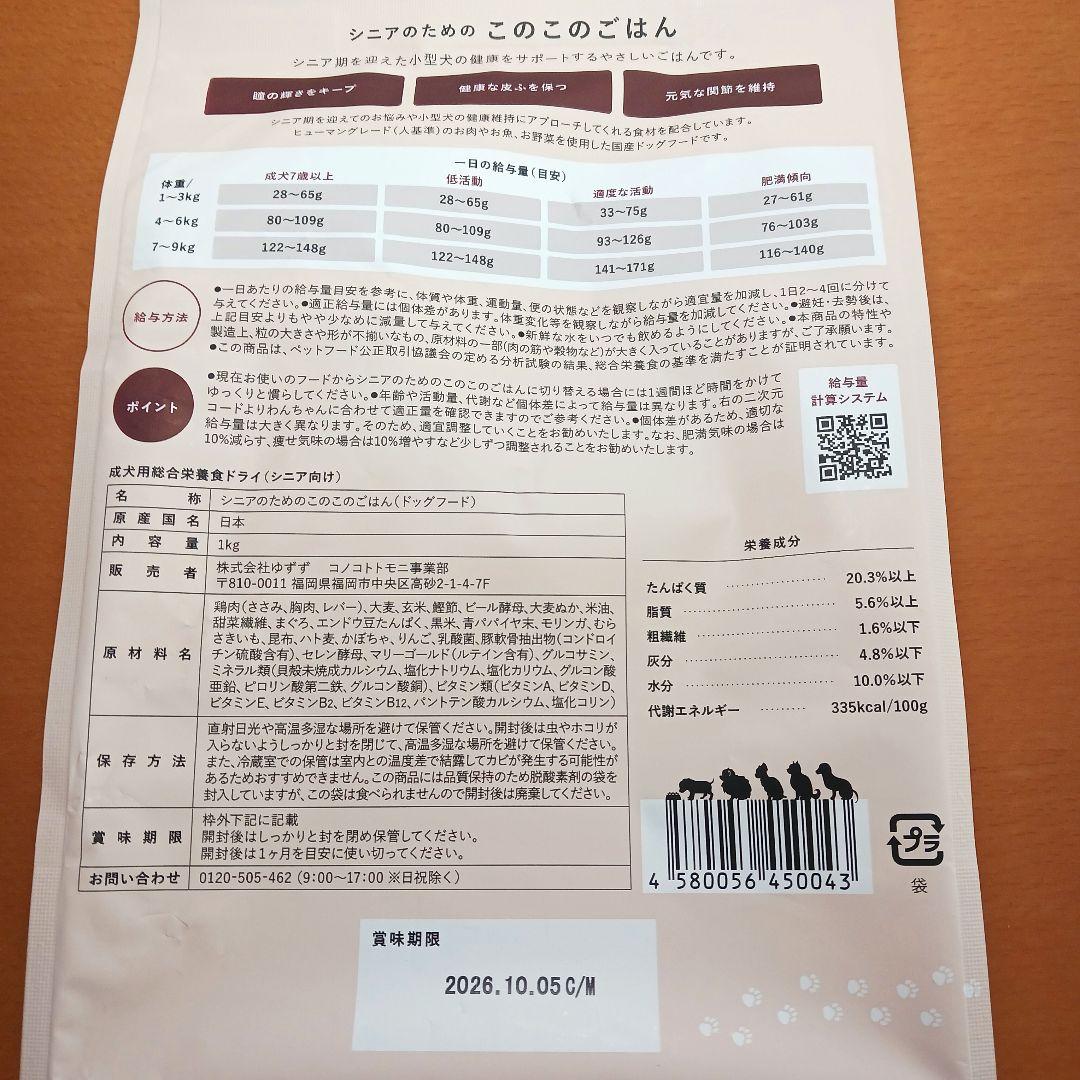 シニアのための このこのごはん
シニア期を迎えた小型犬の健康をサポートするやさしいごはんです。
瞳の輝きをキープ
健康な皮ふを保つ
元気な関節を維持
シニア期を迎えてのお悩みや小型犬の健康維持にアプローチしてくれる食材を配合しています。
ヒューマングレード(人基準)のお肉やお魚、お野菜を使用した国産ドッグフードです。
一日の給与量(目安)
体重/ 成犬7歳以上 低活動 適度な活動 肥満傾向
1〜3kg 28〜65g 28〜65g 33〜75g 27〜61g
4〜6kg 80〜109g 80〜109g 93〜126g 76〜103g
7〜9kg 122〜148g 122〜148g 141〜171g 116〜140g
給与方法
●一日あたりの給与量目安を参考に、体質や体重、運動量、便の状態などを観察しながら適宜量を加減し、1日2〜4回に分けて
与えてください。●適正給与量には個体差があります。体重変化等を観察しながら給与量を加減してください。●避妊・去勢後は、
上記目安よりもやや少なめに減量して与えてください。●新鮮な水をいつでも飲めるようにしてください。●本商品の特性や
製造上、粒の大きさや形が不揃いなもの、原材料の一部(肉の筋や穀物など)が大きく入っていることがありますが、ご了承願います。
●この商品は、ペットフード公正取引協議会の定める分析試験の結果、総合栄養食の基準を満たすことが証明されています。
ポイント
●現在お使いのフードからシニアのためのこのこのごはんに切り替える場合には1週間ほど時間をかけて
ゆっくりと慣らしてください。●年齢や活動量、代謝など個体差によって給与量は異なります。右の二次元
コードよりわんちゃんに合わせて適正量を確認できますのでご参考ください。●個体差があるため、適切な
給与量は大きく異なります。そのため、適宜調整していくことをお勧めいたします。なお、肥満気味の場合は
10%減らす、痩せ気味の場合は10%増やすなど少しずつ調整されることをお勧めいたします。
給与量
計算システム
成犬用総合栄養食ドライ(シニア向け)
名称 シニアのためのこのこのごはん(ドッグフード)
原産国名 日本
内容量 1kg
販売者 株式会社ゆずず コノコトトモニ事業部
〒810-0011 福岡県福岡市中央区高砂2-1-4-7F
原材料名 鶏肉(ささみ、胸肉、レバー)、大麦、玄米、鰹節、ビール酵母、大麦ぬか、米油、
甜菜繊維、まぐろ、エンドウ豆たんぱく、黒米、青パパイヤ末、モリンガ、むら
さきいも、昆布、ハト麦、かぼちゃ、りんご、乳酸菌、豚軟骨抽出物(コンドロイ
チン硫酸含有)、セレン酵母、マリーゴールド(ルテイン含有)、グルコサミン、
ミネラル類(貝殻未焼成カルシウム、塩化ナトリウム、塩化カリウム、グルコン酸
亜鉛、ピロリン酸第二鉄、グルコン酸銅)、ビタミン類(ビタミンA、ビタミンD、
ビタミンE、ビタミンB2、ビタミンB12、パントテン酸カルシウム、塩化コリン)
保存方法 直射日光や高温多湿な場所を避けて保管ください。開封後は虫やホコリが
入らないようしっかりと封を閉じて、高温多湿な場所を避けて保管ください。
また、冷蔵室での保管は室内との温度差で結露してカビが発生する可能性が
あるためおすすめできません。この商品には品質保持のため脱酸素剤の袋を
封入していますが、この袋は食べられませんので開封後は廃棄してください。
賞味期限 枠外下記に記載
開封後はしっかりと封を閉め保管してください。
開封後は1ヶ月を目安に使い切ってください。
お問い合わせ 0120-505-462(9:00〜17:00 ※日祝除く)
栄養成分
たんぱく質 20.3%以上
脂質 5.6%以上
粗繊維 1.6%以下
灰分 4.8%以下
水分 10.0%以下
代謝エネルギー 335kcal/100g
4 580056 450043
プラ
袋
賞味期限
2026.10.05C/M